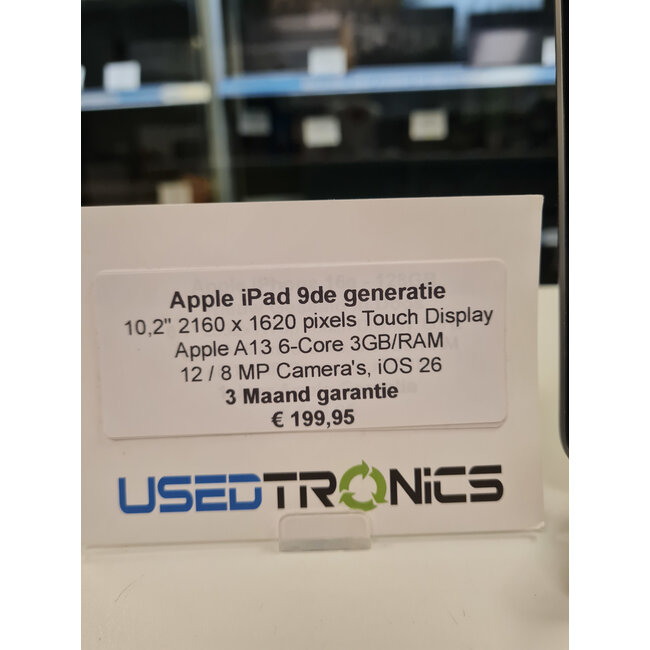 Apple iPad 9de generatie
10,2" 2160 x 1620 pixels Touch Display
Apple A13 6-Core 3GB/RAM
12 / 8 MP Camera's, iOS 26
3 Maand garantie
€ 199,95
USEDTRONiCS